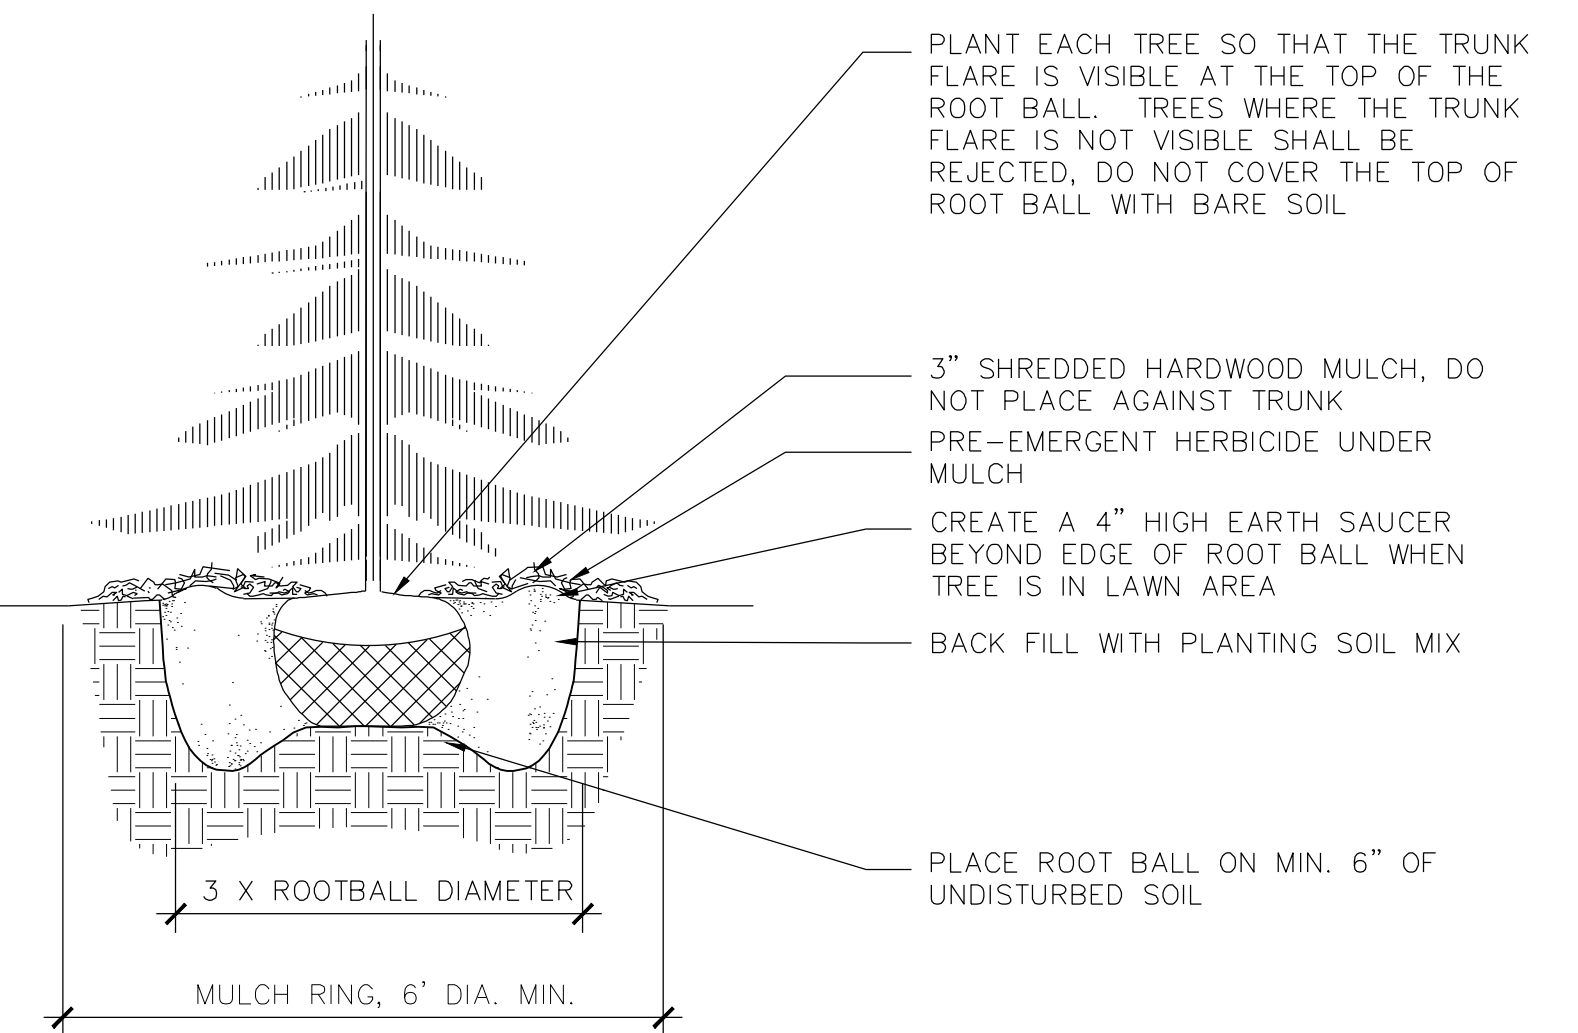 PLANT EACH TREE SO THAT THE TRUNK
FLARE IS VISIBLE AT THE TOP OF THE
ROOT BALL. TREES WHERE THE TRUNK
FLARE IS NOT VISIBLE SHALL BE
REJECTED, DO NOT COVER THE TOP OF
ROOT BALL WITH BARE SOIL
3” SHREDDED HARDWOOD MULCH, DO
NOT PLACE AGAINST TRUNK
PRE-EMERGENT HERBICIDE UNDER
MULCH
CREATE A 4” HIGH EARTH SAUCER
BEYOND EDGE OF ROOT BALL WHEN
TREE IS IN LAWN AREA
BACK FILL WITH PLANTING SOIL MIX
PLACE ROOT BALL ON MIN. 6” OF
UNDISTURBED SOIL
3 X ROOTBALL DIAMETER
MULCH RING, 6’ DIA. MIN.